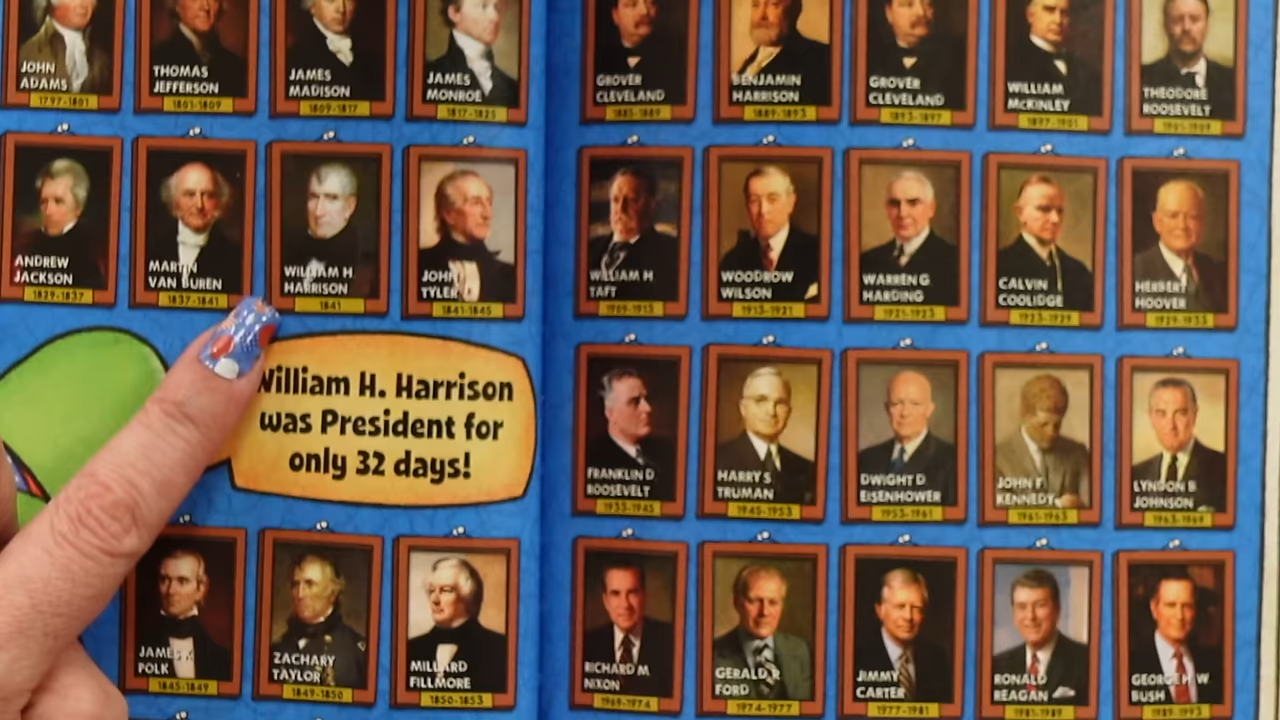 JOHN
ADAMS
1797-1801
THOMAS
JEFFERSON
1801-1809
JAMES
MADISON
1809-1817
JAMES
MONROE
1817-1825
ANDREW
JACKSON
1829-1837
MARTIN
VAN BUREN
1837-1841
WILLIAM H
HARRISON
1841
JOHN
TYLER
1841-1845
William H. Harrison
was President for
only 32 days!
JAMES K
POLK
1845-1849
ZACHARY
TAYLOR
1849-1850
MILLARD
FILLMORE
1850-1853
GROVER
CLEVELAND
1885-1889
BENJAMIN
HARRISON
1889-1893
GROVER
CLEVELAND
1893-1897
WILLIAM
McKINLEY
1897-1901
THEODORE
ROOSEVELT
1901-1909
WILLIAM H
TAFT
1909-1913
WOODROW
WILSON
1913-1921
WARREN G
HARDING
1921-1923
CALVIN
COOLIDGE
1923-1929
HERBERT
HOOVER
1929-1933
FRANKLIN D
ROOSEVELT
1933-1945
HARRY S
TRUMAN
1945-1953
DWIGHT D
EISENHOWER
1953-1961
JOHN F
KENNEDY
1961-1963
LYNDON B
JOHNSON
1963-1969
RICHARD M
NIXON
1969-1974
GERALD R
FORD
1974-1977
JIMMY
CARTER
1977-1981
RONALD
REAGAN
1981-1989
GEORGE H W
BUSH
1989-1993